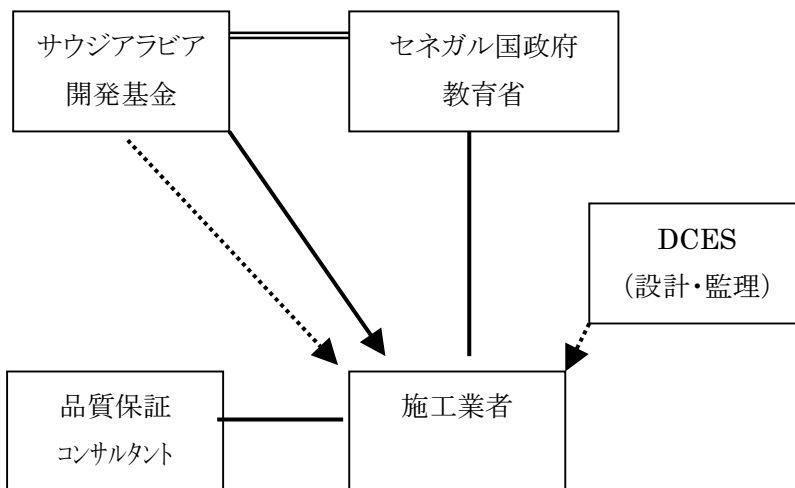 サウジアラビア
開発基金
セネガル国政府
教育省
DCES
（設計・監理）
品質保証
コンサルタント
施工業者